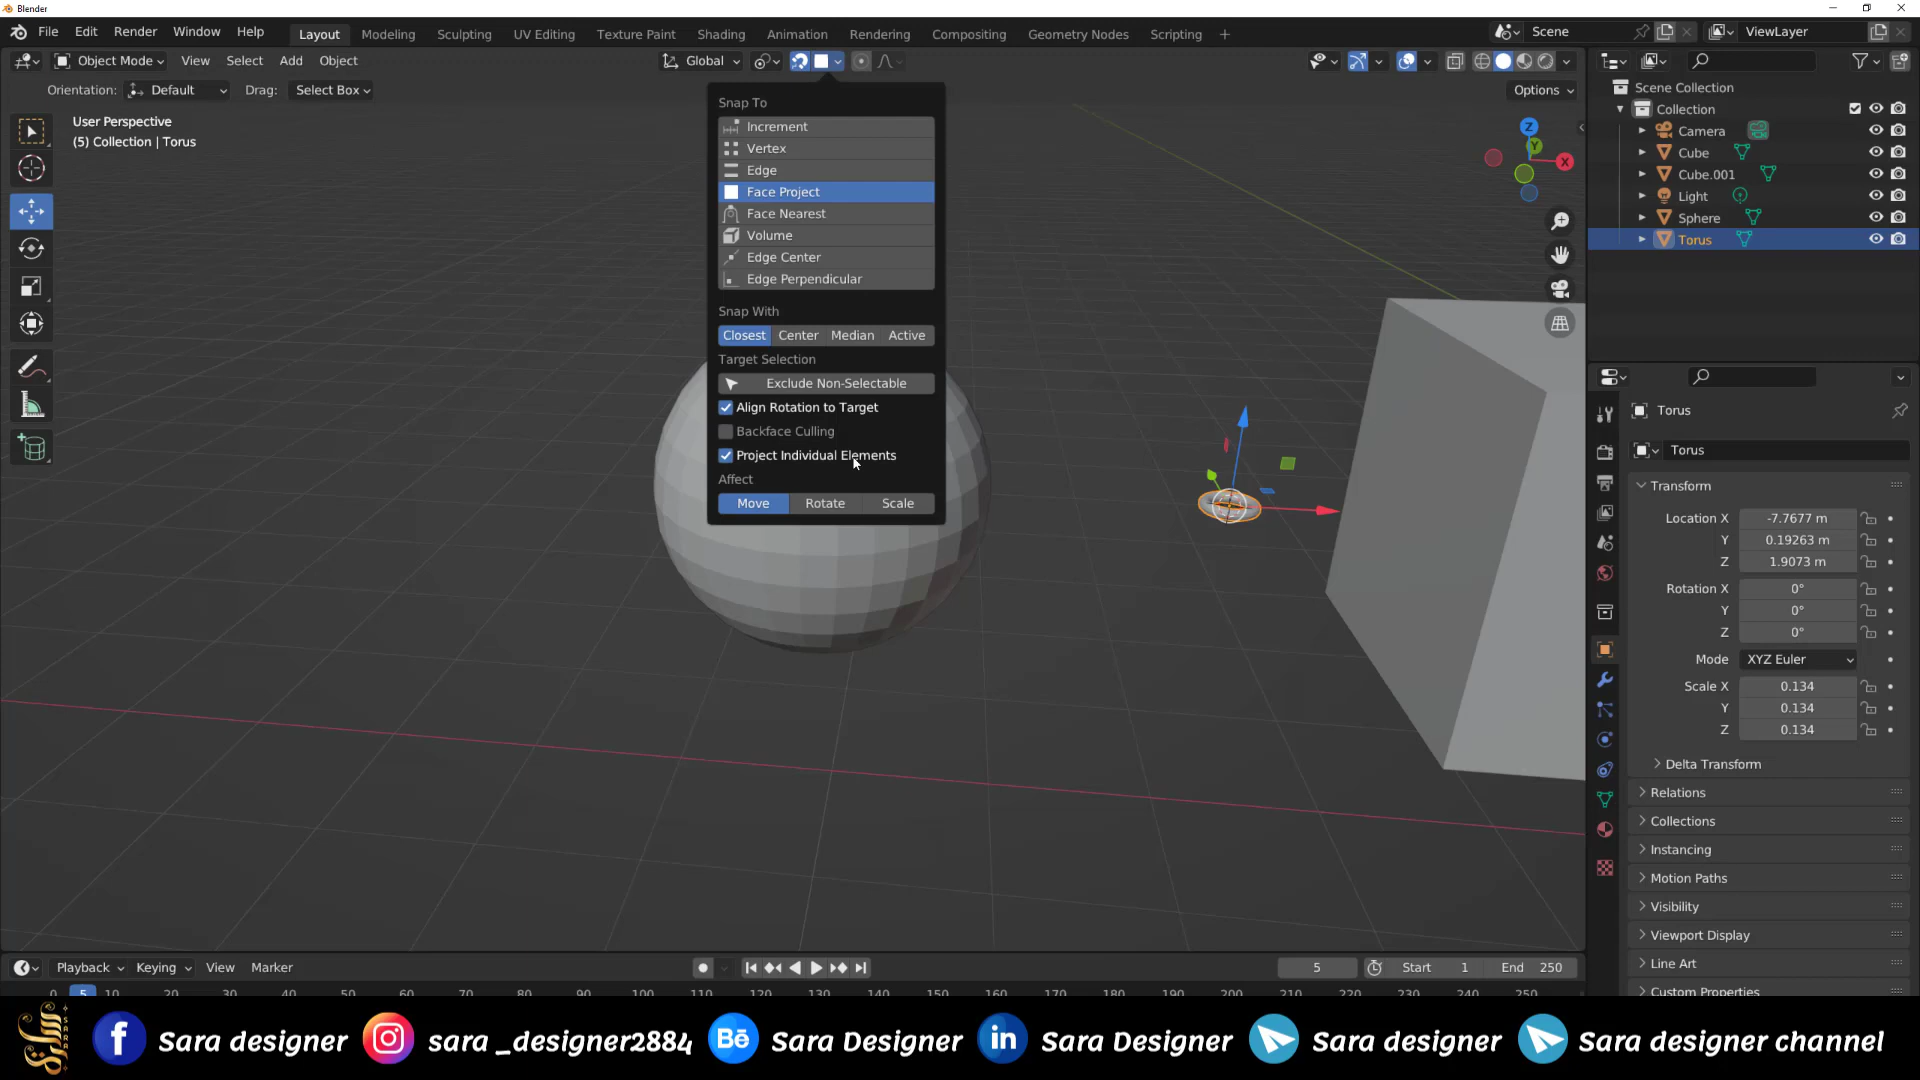 Blender
File Edit Render Window Help
Layout Modeling Sculpting UV Editing Texture Paint Shading Animation Rendering Compositing Geometry Nodes Scripting
Scene
ViewLayer
Object Mode View Select Add Object
Global
Orientation: Default Drag: Select Box
Options
User Perspective
(5) Collection | Torus
Snap To
Increment
Vertex
Edge
Face Project
Face Nearest
Volume
Edge Center
Edge Perpendicular
Snap With
Closest Center Median Active
Target Selection
Exclude Non-Selectable
Align Rotation to Target
Backface Culling
Project Individual Elements
Affect
Move Rotate Scale
Z
Y
X
Scene Collection
Collection
Camera
Cube
Cube.001
Light
Sphere
Torus
Torus
Torus
Transform
Location X -7.7677 m
Y 0.19263 m
Z 1.9073 m
Rotation X 0°
Y 0°
Z 0°
Mode XYZ Euler
Scale X 0.134
Y 0.134
Z 0.134
Delta Transform
Relations
Collections
Instancing
Motion Paths
Visibility
Viewport Display
Line Art
Custom Properties
Playback Keying View Marker
5 Start 1 End 250
0 5 10 20 30 40 50 60 70 80 90 100 110 120 130 140 150 160 170 180 190 200 210 220 230 240 250
Sara designer sara _designer2884 Sara Designer Sara Designer Sara designer Sara designer channel